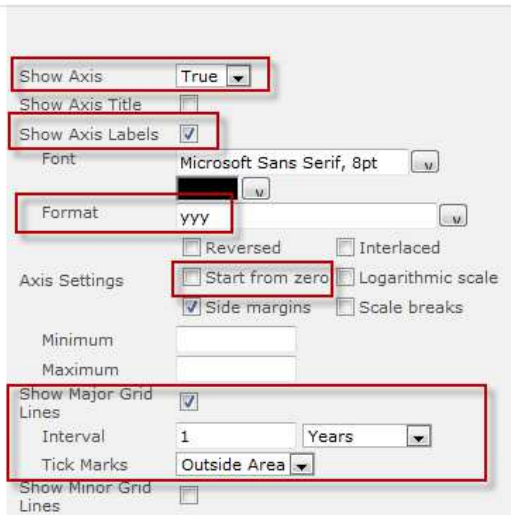 Show Axis True
Show Axis Title
Show Axis Labels
Font Microsoft Sans Serif, 8pt
Format yyy
Reversed Interlaced
Axis Settings Start from zero Logarithmic scale
Side margins Scale breaks
Minimum
Maximum
Show Major Grid
Lines
Interval 1 Years
Tick Marks Outside Area
Show Minor Grid
Lines